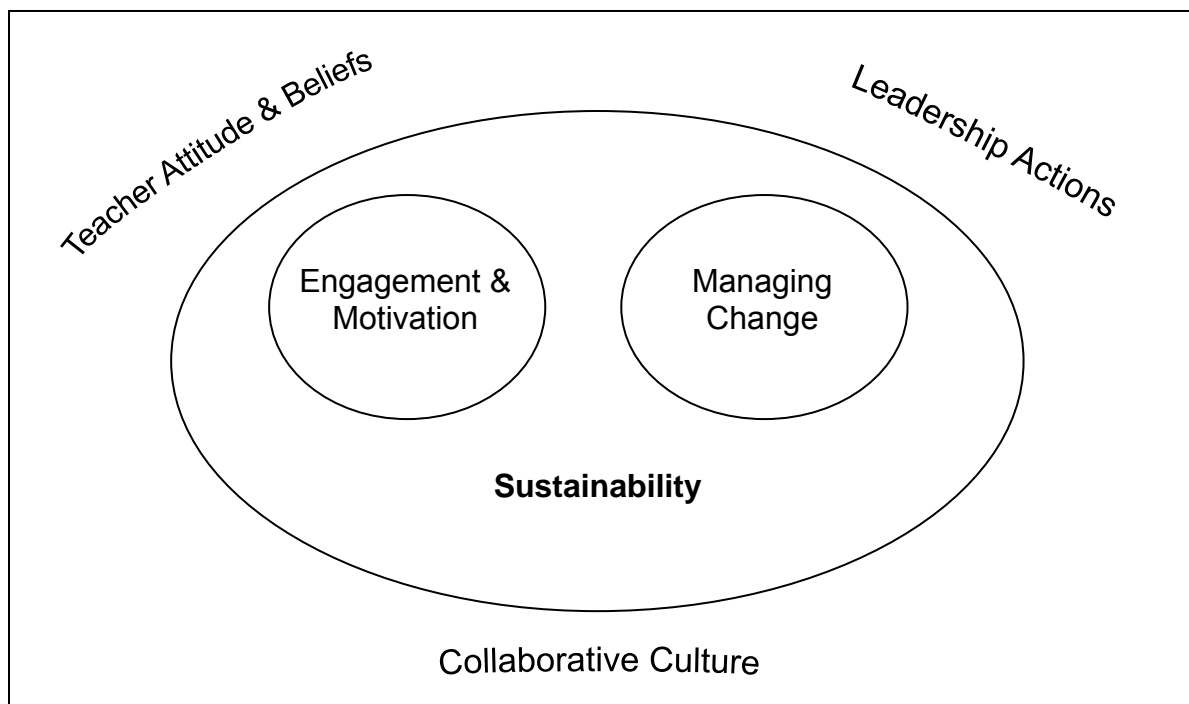 Teacher Attitude & Beliefs
Leadership Actions
Engagement &
Motivation
Managing
Change
Sustainability
Collaborative Culture